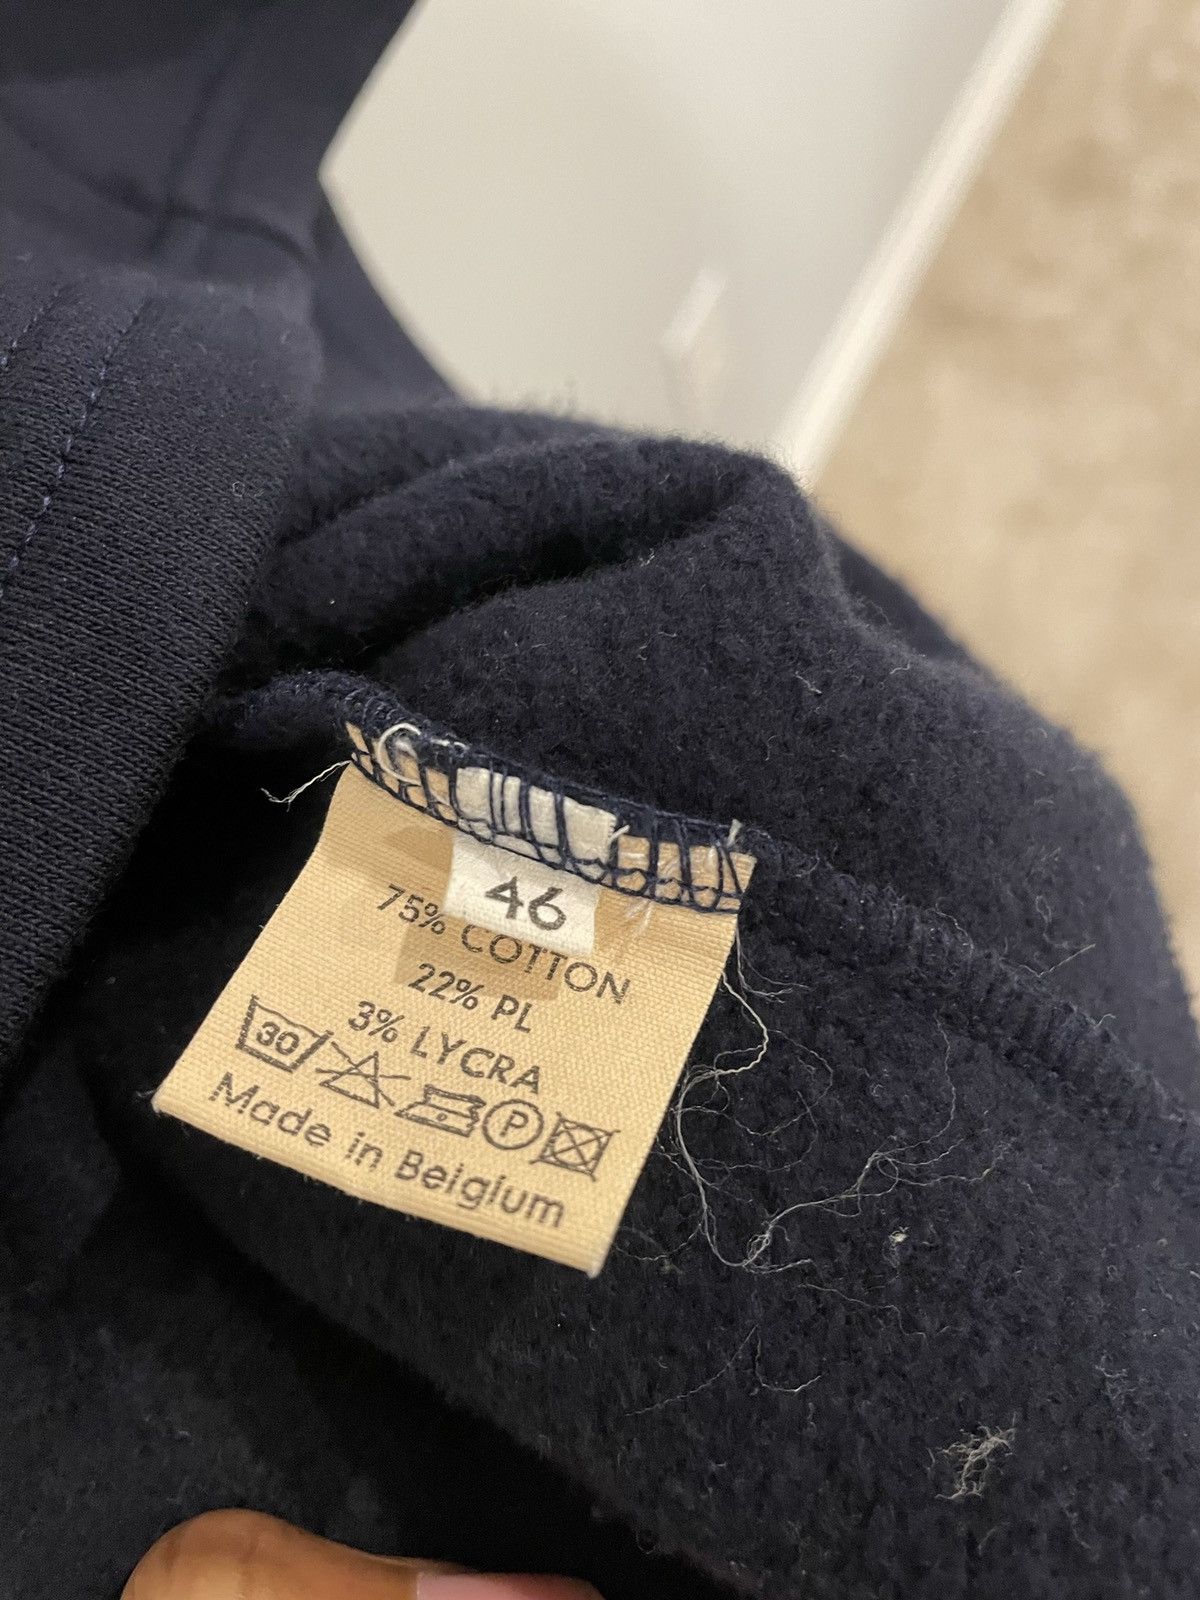 46
75% COTTON
22% PL
3% LYCRA
30 P
Made in Belgium